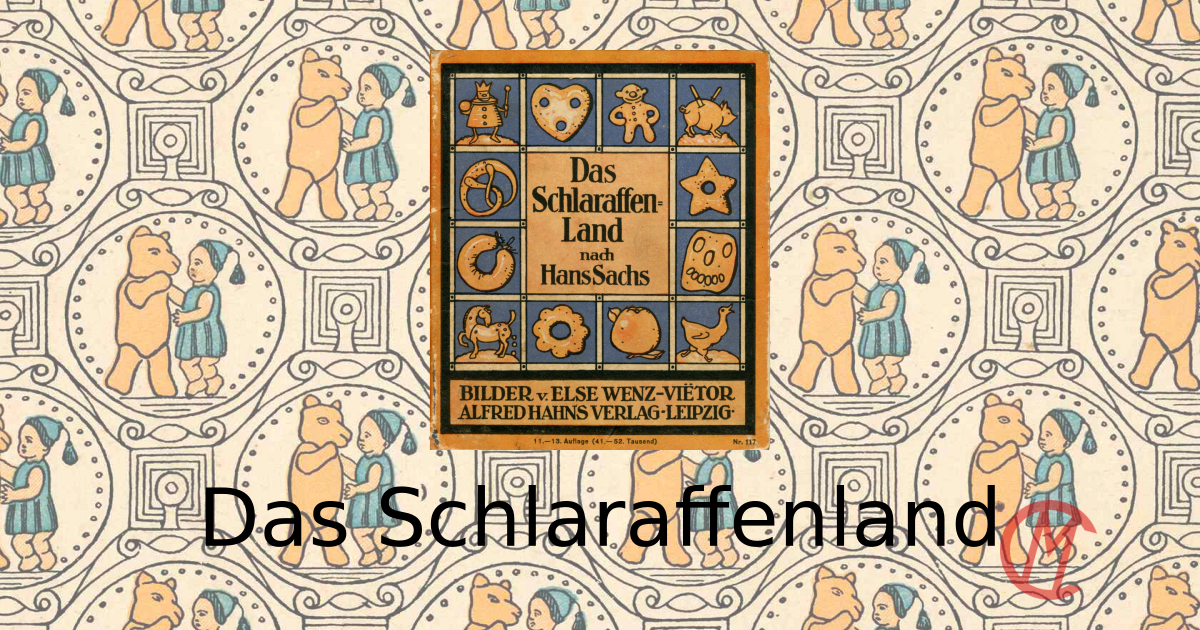 Das
Schlaraffen=
Land
nach
Hans Sachs
BILDER v. ELSE WENZ-VIËTOR
ALFRED HAHNS VERLAG·LEIPZIG·
11.—13. Auflage (41.—52. Tausend)
Nr. 117
Das Schlaraffenland